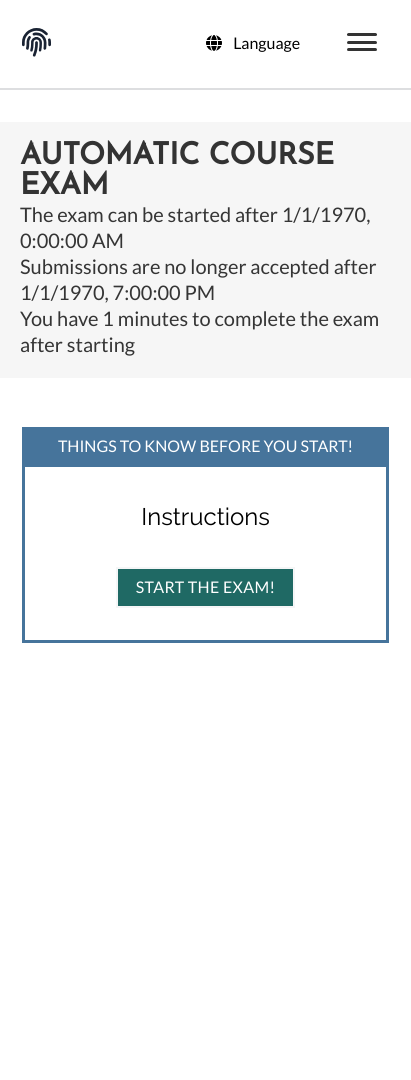 Language
AUTOMATIC COURSE
EXAM
The exam can be started after 1/1/1970,
0:00:00 AM
Submissions are no longer accepted after
1/1/1970, 7:00:00 PM
You have 1 minutes to complete the exam
after starting
THINGS TO KNOW BEFORE YOU START!
Instructions
START THE EXAM!